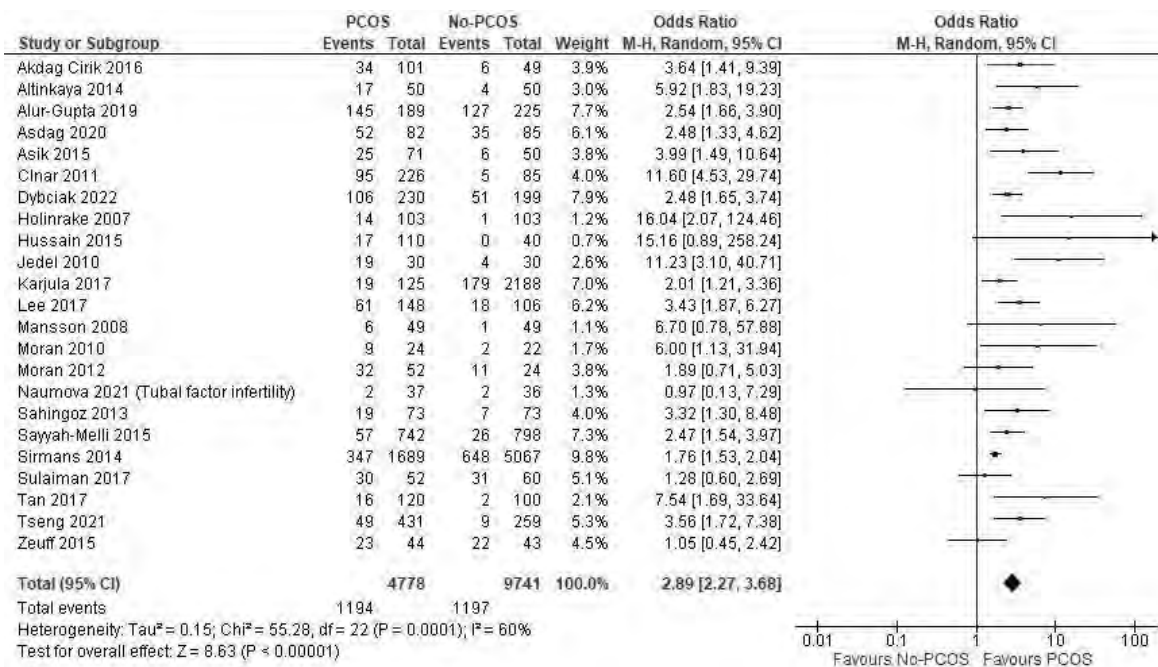 PCOS No-PCOS Odds Ratio Odds Ratio
Study or Subgroup Events Total Events Total Weight M-H, Random, 95% CI M-H, Random, 95% CI
Akdag Cirik 2016 34 101 6 49 3.9% 3.64 [1.41, 9.39]
Altinkaya 2014 17 50 4 50 3.0% 5.92 [1.83, 19.23]
Alur-Gupta 2019 145 189 127 225 7.7% 2.54 [1.66, 3.90]
Asdag 2020 52 82 35 85 6.1% 2.48 [1.33, 4.62]
Asik 2015 25 71 6 50 3.8% 3.99 [1.49, 10.64]
Clnar 2011 95 226 5 85 4.0% 11.60 [4.53, 29.74]
Dybciak 2022 106 230 51 199 7.9% 2.48 [1.65, 3.74]
Holinrake 2007 14 103 1 103 1.2% 16.04 [2.07, 124.46]
Hussain 2015 17 110 0 40 0.7% 15.16 [0.89, 258.24]
Jedel 2010 19 30 4 30 2.6% 11.23 [3.10, 40.71]
Karjula 2017 19 125 179 2188 7.0% 2.01 [1.21, 3.36]
Lee 2017 61 148 18 106 6.2% 3.43 [1.87, 6.27]
Mansson 2008 6 49 1 49 1.1% 6.70 [0.78, 57.88]
Moran 2010 9 24 2 22 1.7% 6.00 [1.13, 31.94]
Moran 2012 32 52 11 24 3.8% 1.89 [0.71, 5.03]
Naumova 2021 (Tubal factor infertility) 2 37 2 36 1.3% 0.97 [0.13, 7.29]
Sahingoz 2013 19 73 7 73 4.0% 3.32 [1.30, 8.48]
Sayyah-Melli 2015 57 742 26 798 7.3% 2.47 [1.54, 3.97]
Sirmans 2014 347 1689 648 5067 9.8% 1.76 [1.53, 2.04]
Sulaiman 2017 30 52 31 60 5.1% 1.28 [0.60, 2.69]
Tan 2017 16 120 2 100 2.1% 7.54 [1.69, 33.64]
Tseng 2021 49 431 9 259 5.3% 3.56 [1.72, 7.38]
Zeuff 2015 23 44 22 43 4.5% 1.05 [0.45, 2.42]
Total (95% CI) 4778 9741 100.0% 2.89 [2.27, 3.68]
Total events 1194 1197
Heterogeneity: Tau² = 0.15; Chi² = 55.28, df = 22 (P = 0.0001); I² = 60%
Test for overall effect: Z = 8.63 (P < 0.00001)
0.01 0.1 1 10 100
Favours No-PCOS Favours PCOS